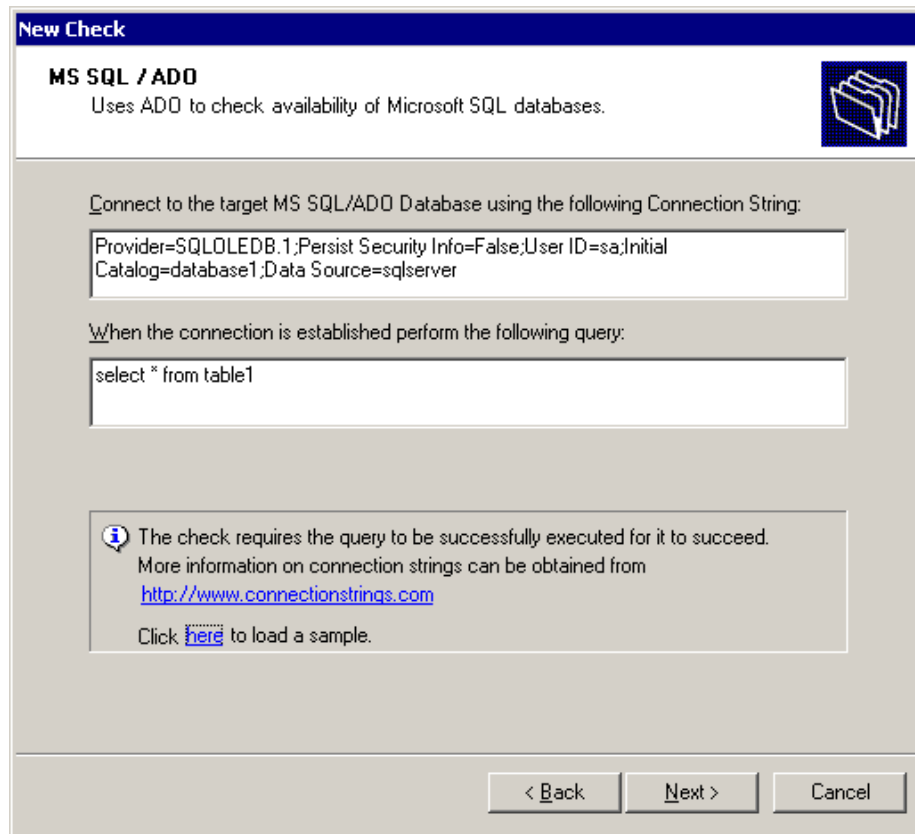 New Check
MS SQL / ADO
Uses ADO to check availability of Microsoft SQL databases.
Connect to the target MS SQL/ADO Database using the following Connection String:
Provider=SQLOLEDB.1;Persist Security Info=False;User ID=sa;Initial
Catalog=database1;Data Source=sqlserver
When the connection is established perform the following query:
select * from table1
The check requires the query to be successfully executed for it to succeed.
More information on connection strings can be obtained from
http://www.connectionstrings.com
Click here to load a sample.
< Back Next > Cancel